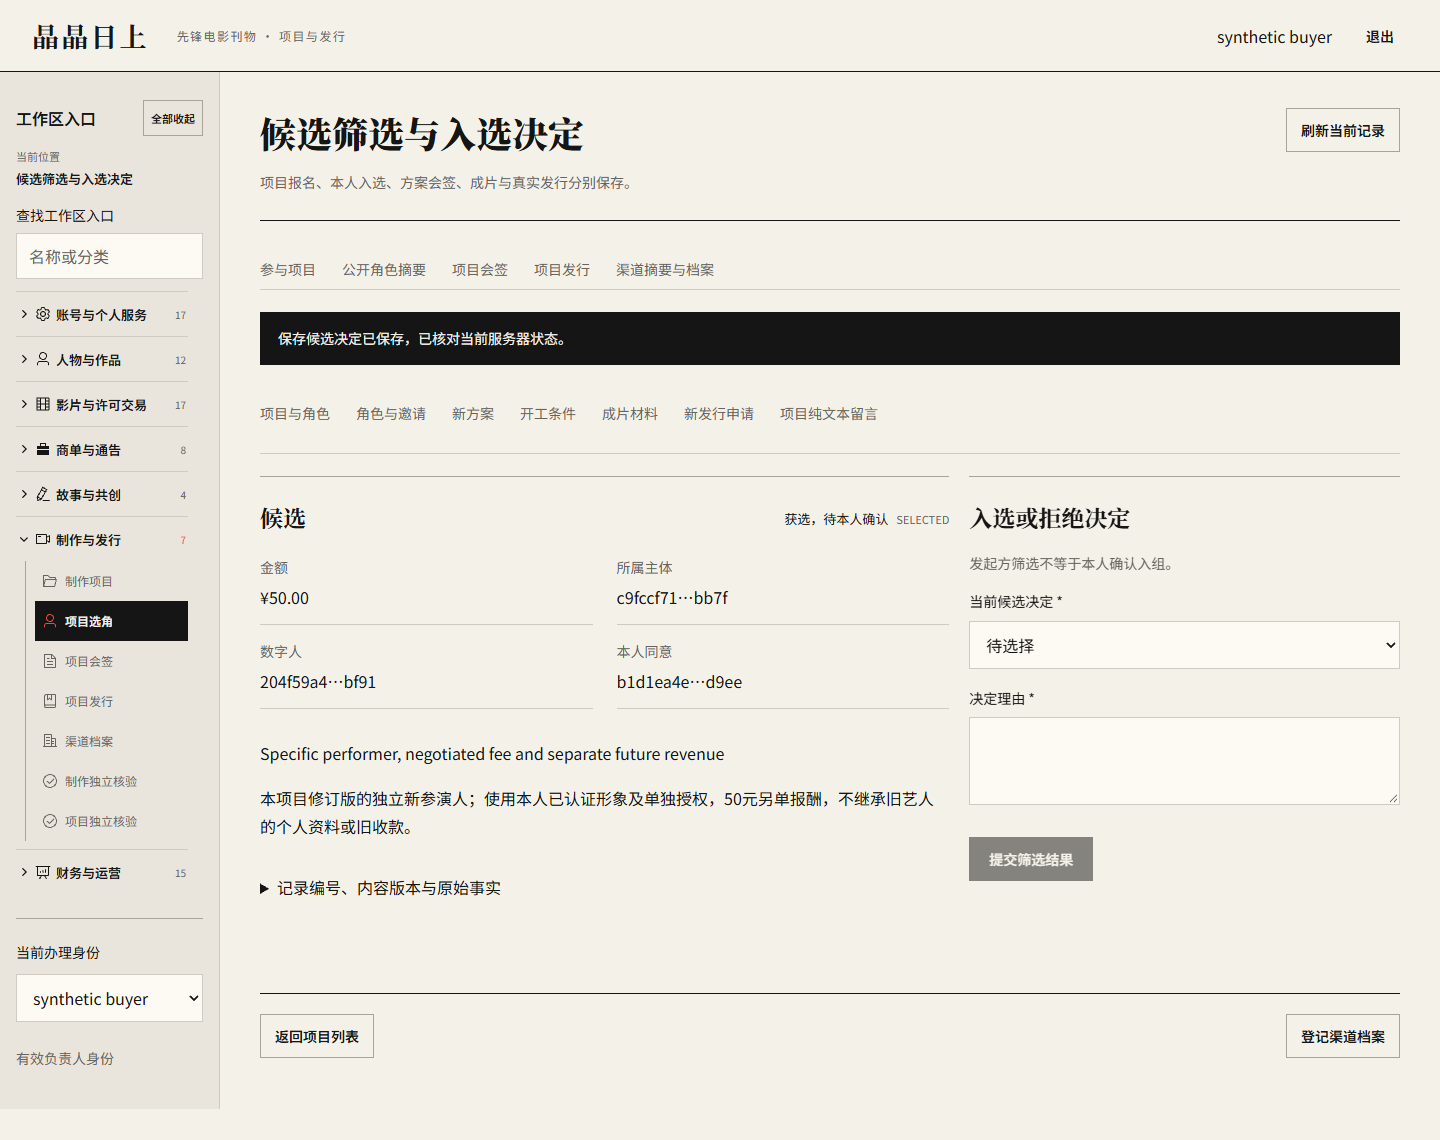 晶晶日上
先锋电影刊物 • 项目与发行
synthetic buyer
退出
工作区入口
全部收起
当前位置
候选筛选与入选决定
查找工作区入口
名称或分类
账号与个人服务 17
人物与作品 12
影片与许可交易 17
商单与通告 8
故事与共创 4
制作与发行 7
制作项目
项目选角
项目会签
项目发行
渠道档案
制作独立核验
项目独立核验
财务与运营 15
当前办理身份
synthetic buyer
有效负责人身份
候选筛选与入选决定
刷新当前记录
项目报名、本人入选、方案会签、成片与真实发行分别保存。
参与项目 公开角色摘要 项目会签 项目发行 渠道摘要与档案
保存候选决定已保存，已核对当前服务器状态。
项目与角色 角色与邀请 新方案 开工条件 成片材料 新发行申请 项目纯文本留言
候选
获选，待本人确认 SELECTED
金额
¥50.00
所属主体
c9fccf71…bb7f
数字人
204f59a4…bf91
本人同意
b1d1ea4e…d9ee
Specific performer, negotiated fee and separate future revenue
本项目修订版的独立新参演人；使用本人已认证形象及单独授权，50元另单报酬，不继承旧艺人
的个人资料或旧收款。
记录编号、内容版本与原始事实
入选或拒绝决定
发起方筛选不等于本人确认入组。
当前候选决定 *
待选择
决定理由 *
提交筛选结果
返回项目列表
登记渠道档案